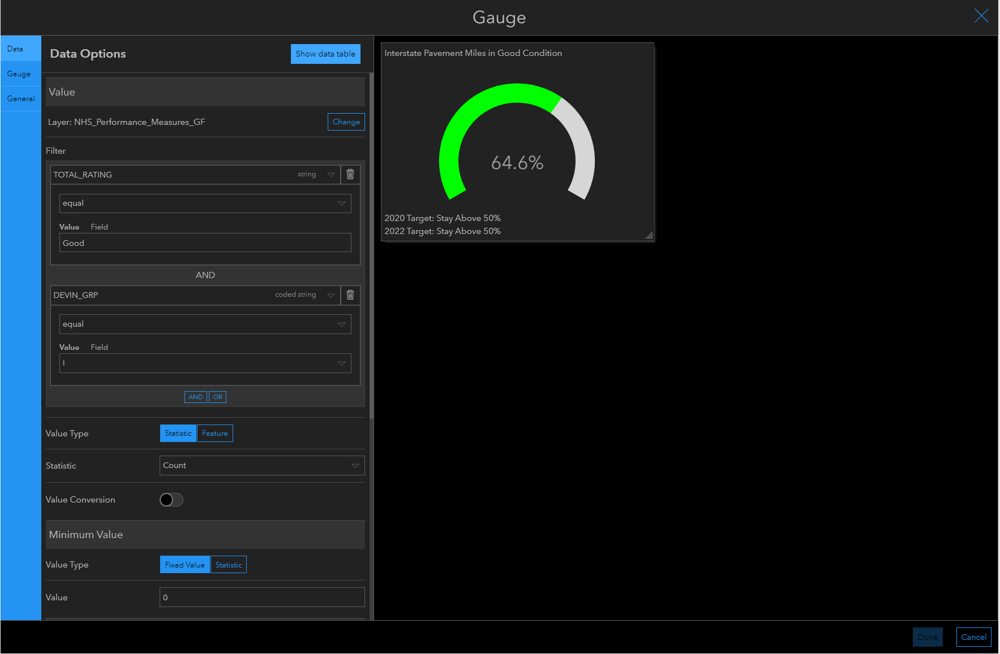 Gauge
Data
Gauge
General
Data Options
Show data table
Value
Layer: NHS_Performance_Measures_GF
Change
Filter
TOTAL_RATING
string
equal
Value Field
Good
AND
DEVIN_GRP
coded string
equal
Value Field
I
AND OR
Value Type
Statistic
Feature
Statistic
Count
Value Conversion
Minimum Value
Value Type
Fixed Value
Statistic
Value
0
Interstate Pavement Miles in Good Condition
64.6%
2020 Target: Stay Above 50%
2022 Target: Stay Above 50%
Done
Cancel